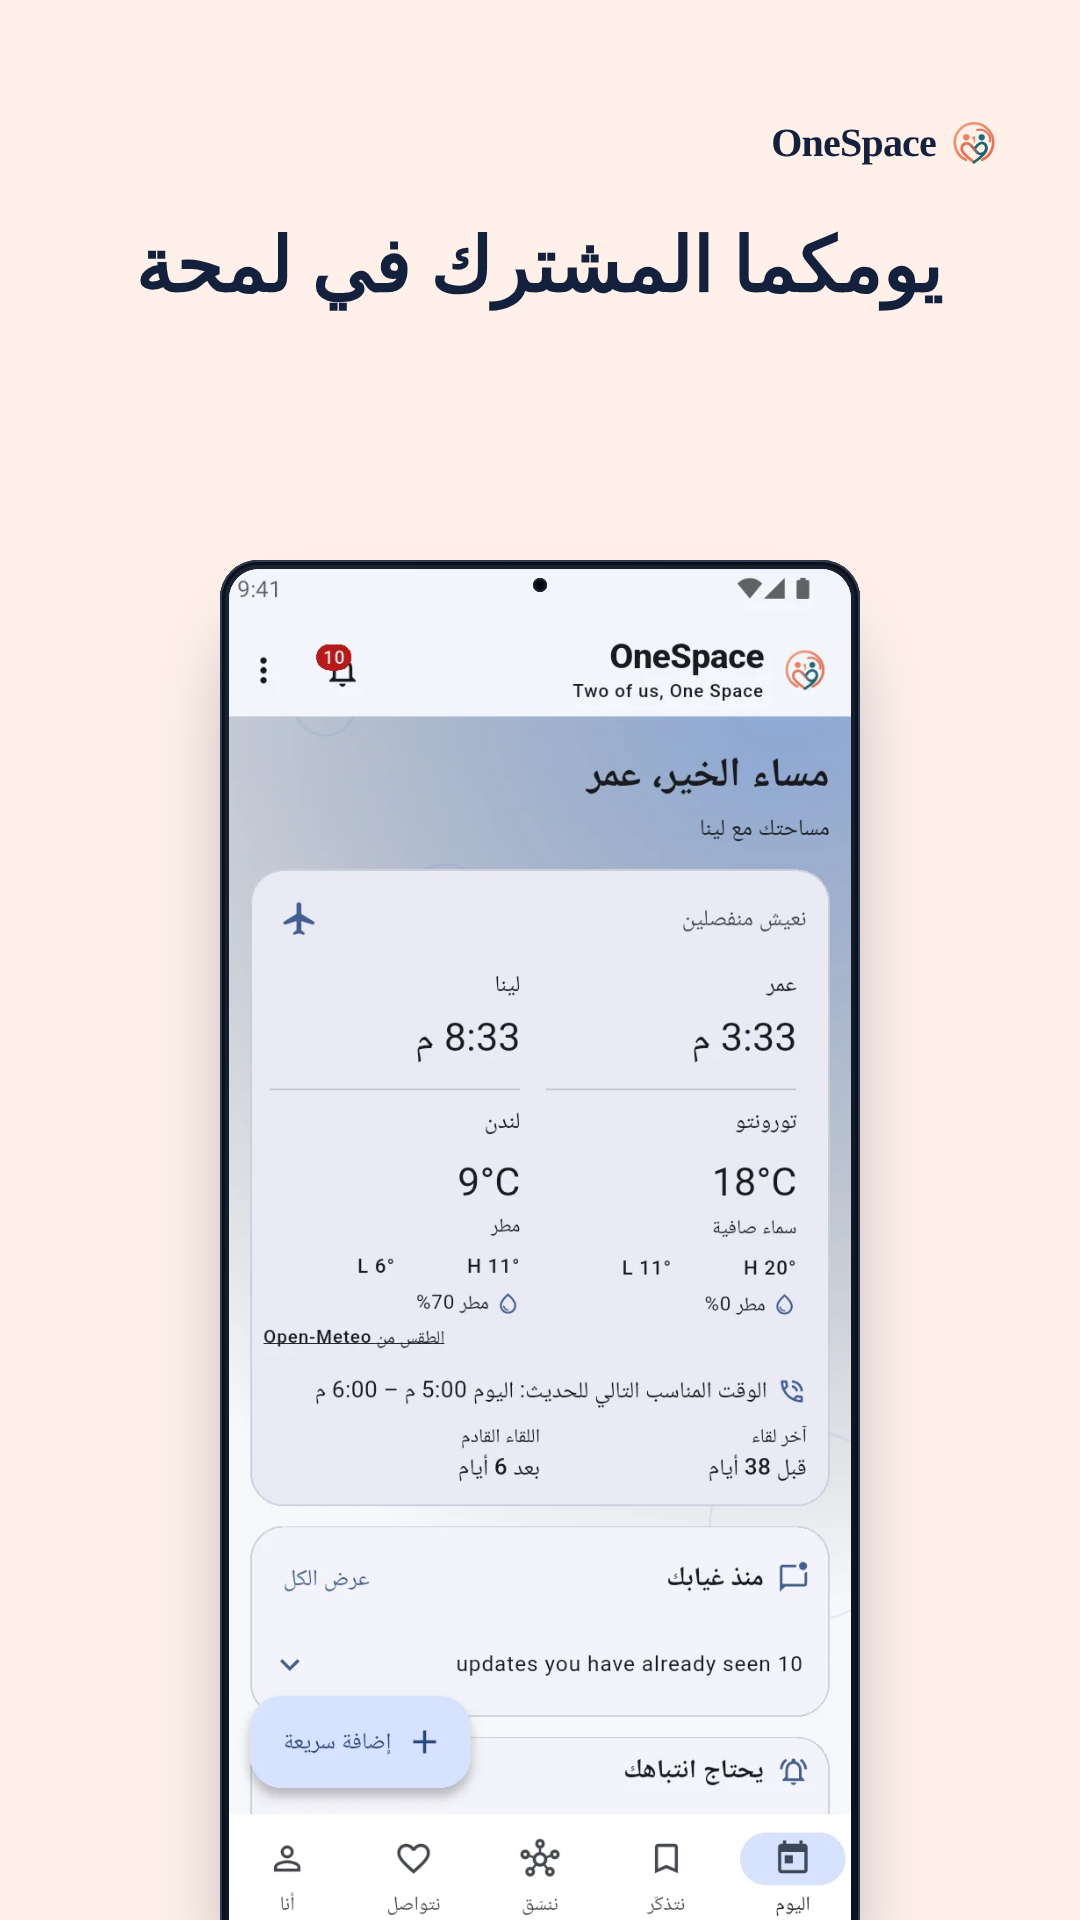 OneSpace
يومكما المشترك في لمحة
9:41
10
OneSpace
Two of us, One Space
مساء الخير، عمر
مساحتك مع لينا
نعيش منفصلين
عمر
لينا
3:33 م
8:33 م
تورونتو
لندن
18°C
9°C
سماء صافية
مطر
H 20° L 11°
H 11° L 6°
مطر 0%
مطر 70%
الطقس من Open-Meteo
الوقت المناسب التالي للحديث: اليوم 5:00 م – 6:00 م
آخر لقاء
اللقاء القادم
قبل 38 أيام
بعد 6 أيام
منذ غيابك
عرض الكل
10 updates you have already seen
إضافة سريعة
يحتاج انتباهك
اليوم
نتذكّر
ننسّق
نتواصل
أنا